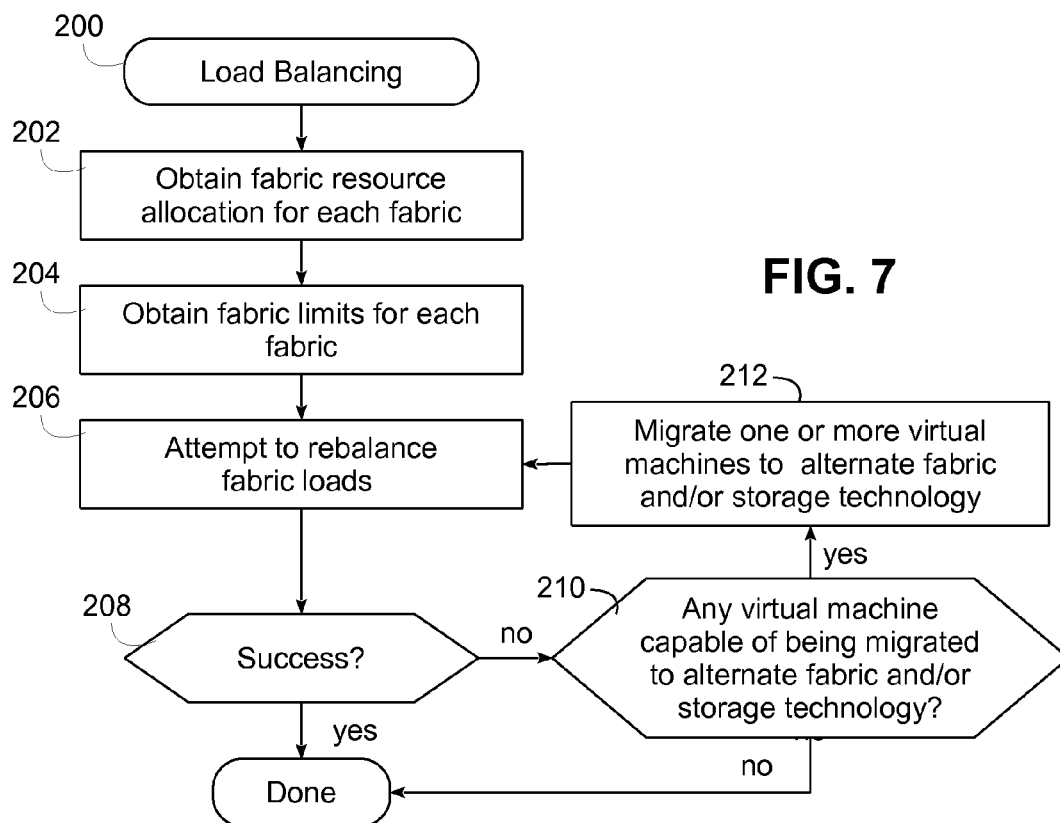 200
Load Balancing
202
Obtain fabric resource
allocation for each fabric
204
Obtain fabric limits for each
fabric
FIG. 7
206
Attempt to rebalance
fabric loads
212
Migrate one or more virtual
machines to alternate fabric
and/or storage technology
yes
208
Success?
no
210
Any virtual machine
capable of being migrated
to alternate fabric and/or
storage technology?
yes
no
Done